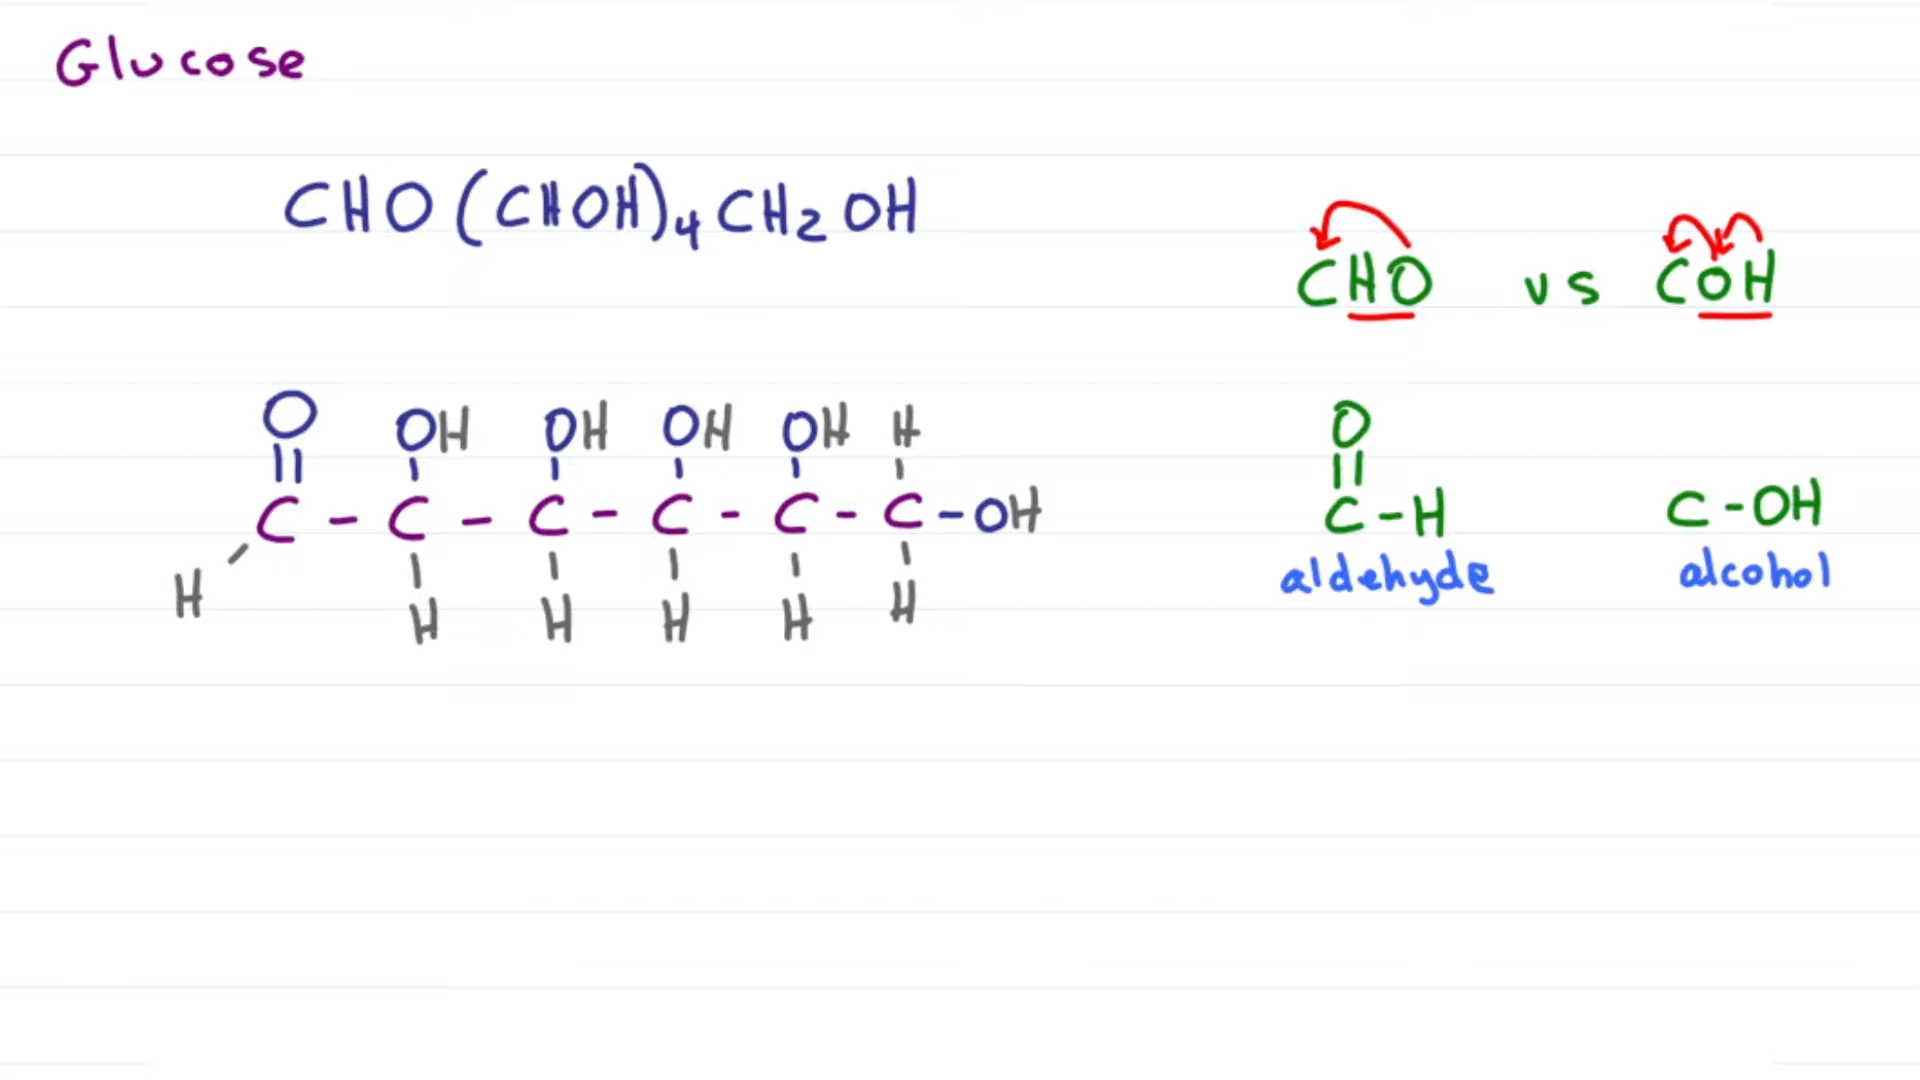 Glucose
CHO(CHOH)₄CH₂OH
CHO vs COH
O OH OH OH OH H
|| | | | | |
C - C - C - C - C - C - OH
H H H H H H
O
||
C - H C - OH
aldehyde alcohol